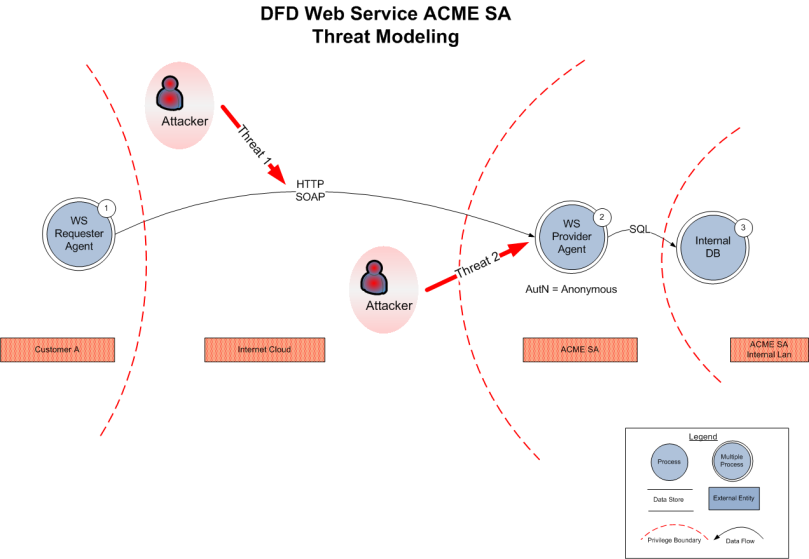 DFD Web Service ACME SA
Threat Modeling
Attacker
Threat 1
HTTP
SOAP
1
WS
Requester
Agent
2
WS
Provider
Agent
SQL
3
Internal
DB
Threat 2
Attacker
AutN = Anonymous
Customer A
Internet Cloud
ACME SA
ACME SA
Internal Lan
Legend
Process
Multiple
Process
Data Store
External Entity
Privilege Boundary
Data Flow